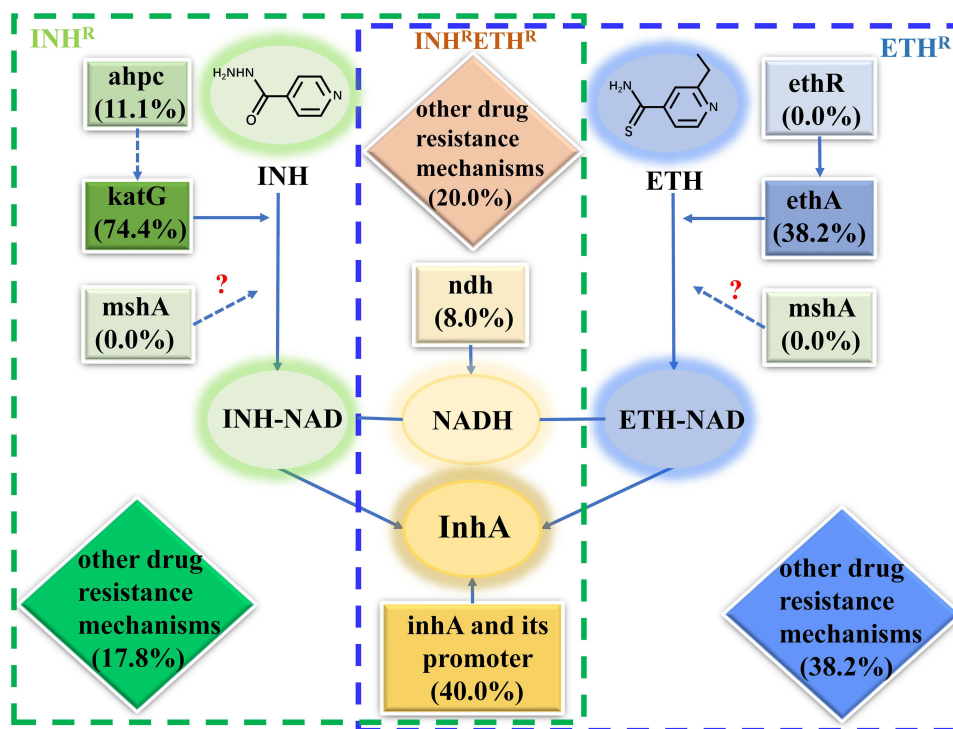 INHᴿ
INHᴿETHᴿ
ETHᴿ
ahpc
(11.1%)
H₂NHN
N
O
INH
other drug
resistance
mechanisms
(20.0%)
H₂N
N
S
ETH
ethR
(0.0%)
katG
(74.4%)
ethA
(38.2%)
?
mshA
(0.0%)
ndh
(8.0%)
?
mshA
(0.0%)
INH-NAD
NADH
ETH-NAD
InhA
other drug
resistance
mechanisms
(17.8%)
inhA and its
promoter
(40.0%)
other drug
resistance
mechanisms
(38.2%)